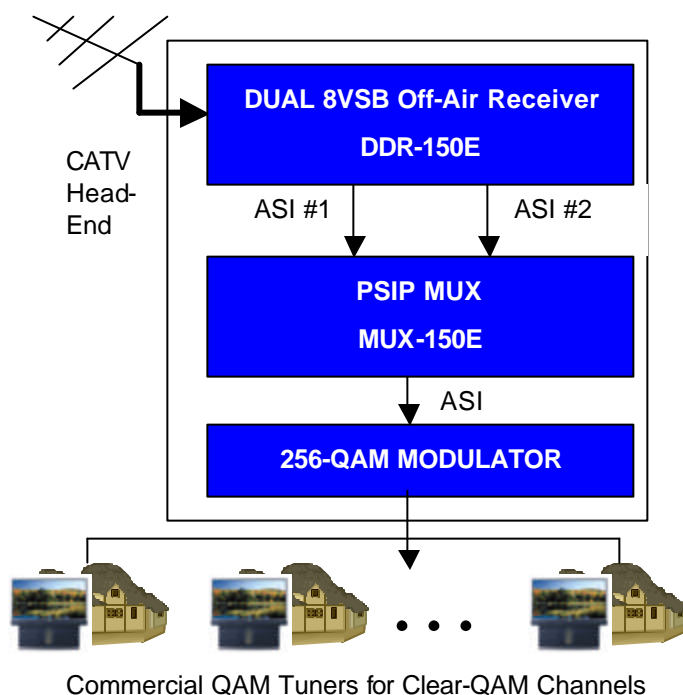 DUAL 8VSB Off-Air Receiver
DDR-150E
CATV
Head-
End
ASI #1
ASI #2
PSIP MUX
MUX-150E
ASI
256-QAM MODULATOR
Commercial QAM Tuners for Clear-QAM Channels